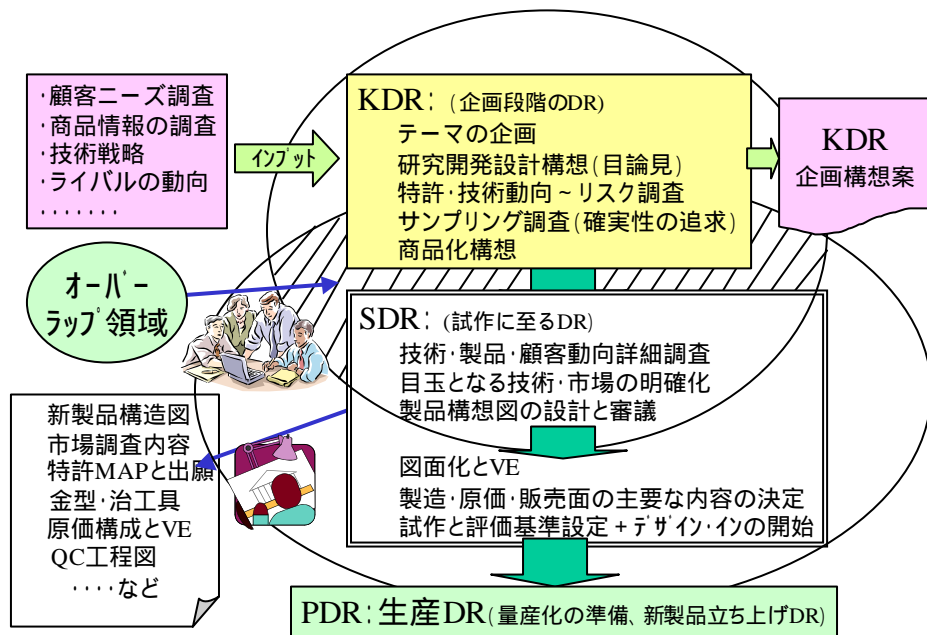 ・顧客ニーズ調査
・商品情報の調査
・技術戦略
・ライバルの動向
・・・・・・・
インプット
KDR: (企画段階のDR)
テーマの企画
研究開発設計構想(目論見)
特許・技術動向~リスク調査
サンプリング調査(確実性の追求)
商品化構想
KDR
企画構想案
オーバー
ラップ領域
SDR: (試作に至るDR)
技術・製品・顧客動向詳細調査
目玉となる技術・市場の明確化
製品構想図の設計と審議
図面化とVE
製造・原価・販売面の主要な内容の決定
試作と評価基準設定+デザイン・インの開始
新製品構造図
市場調査内容
特許MAPと出願
金型・治工具
原価構成とVE
QC工程図
・・・・など
PDR:生産DR(量産化の準備、新製品立ち上げDR)